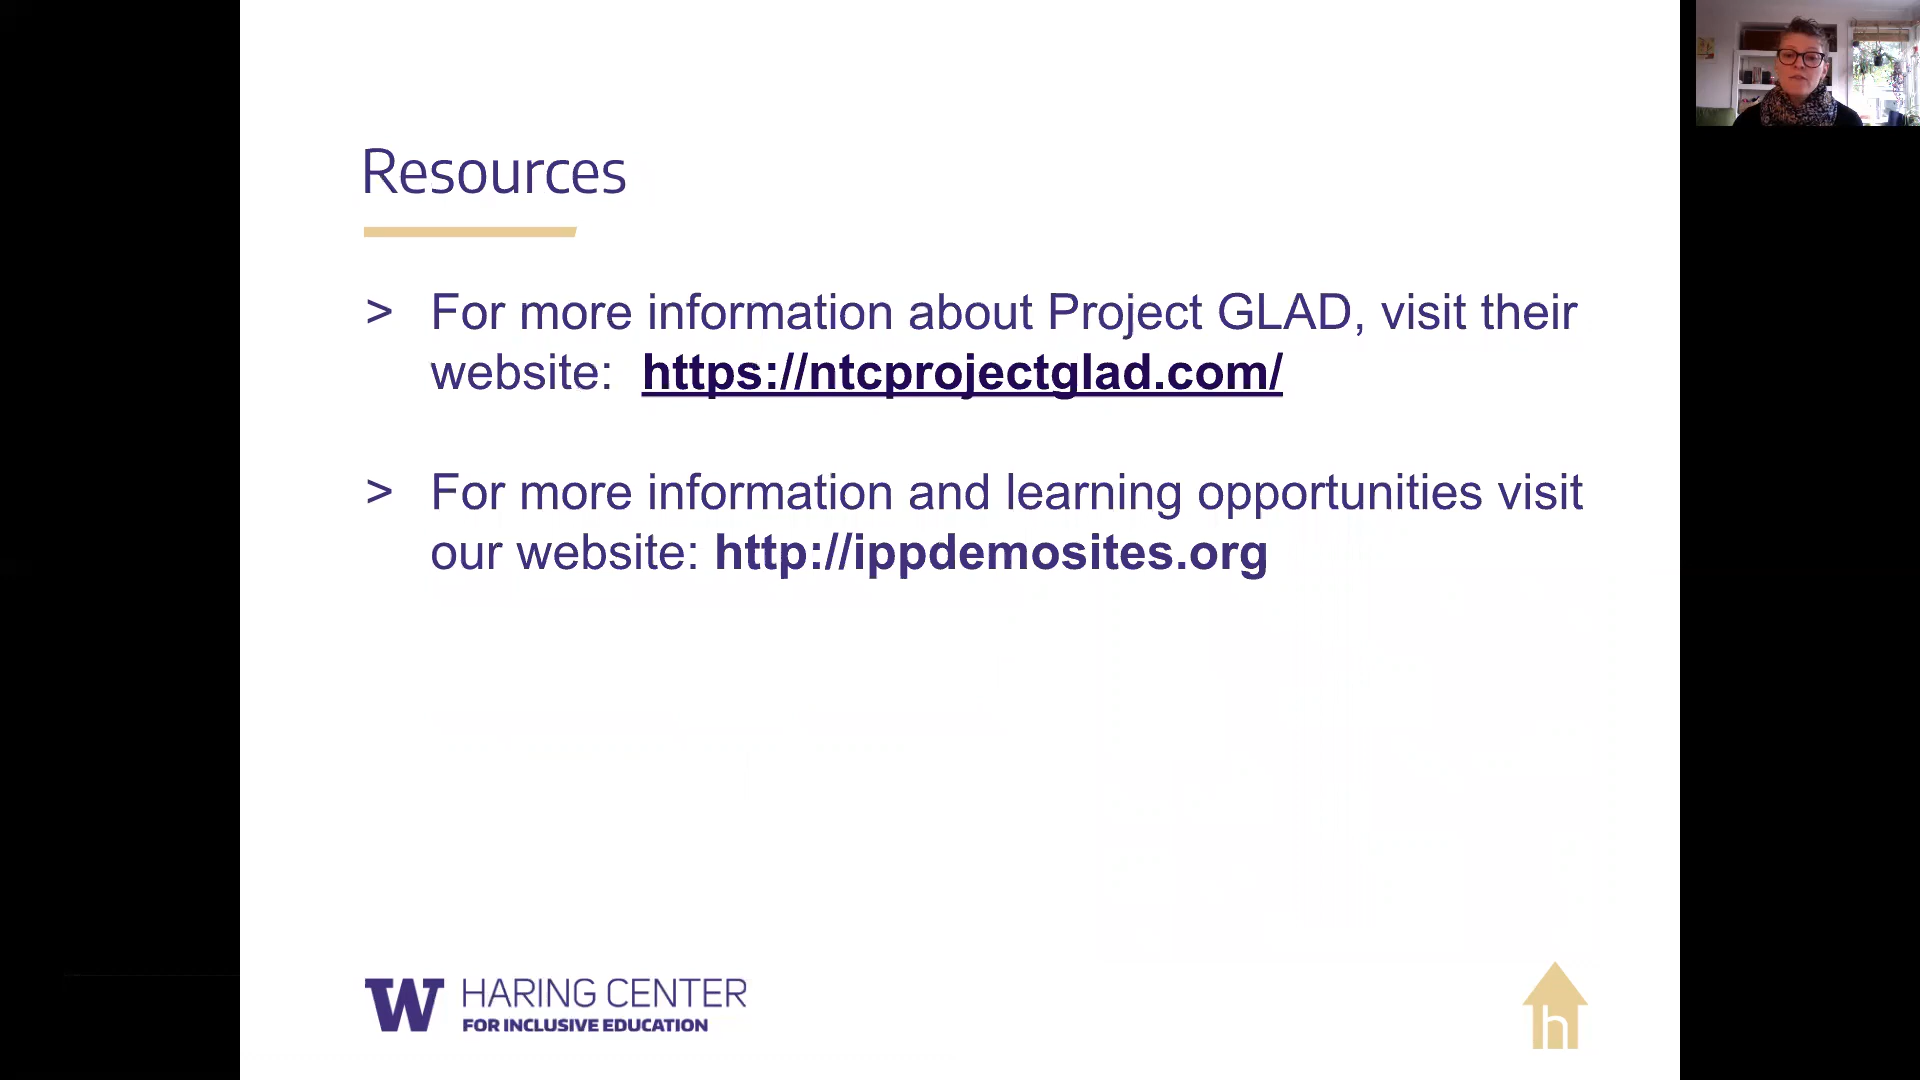 Resources
> For more information about Project GLAD, visit their
website: https://ntcprojectglad.com/
> For more information and learning opportunities visit
our website: http://ippdemosites.org
W HARING CENTER
FOR INCLUSIVE EDUCATION
h